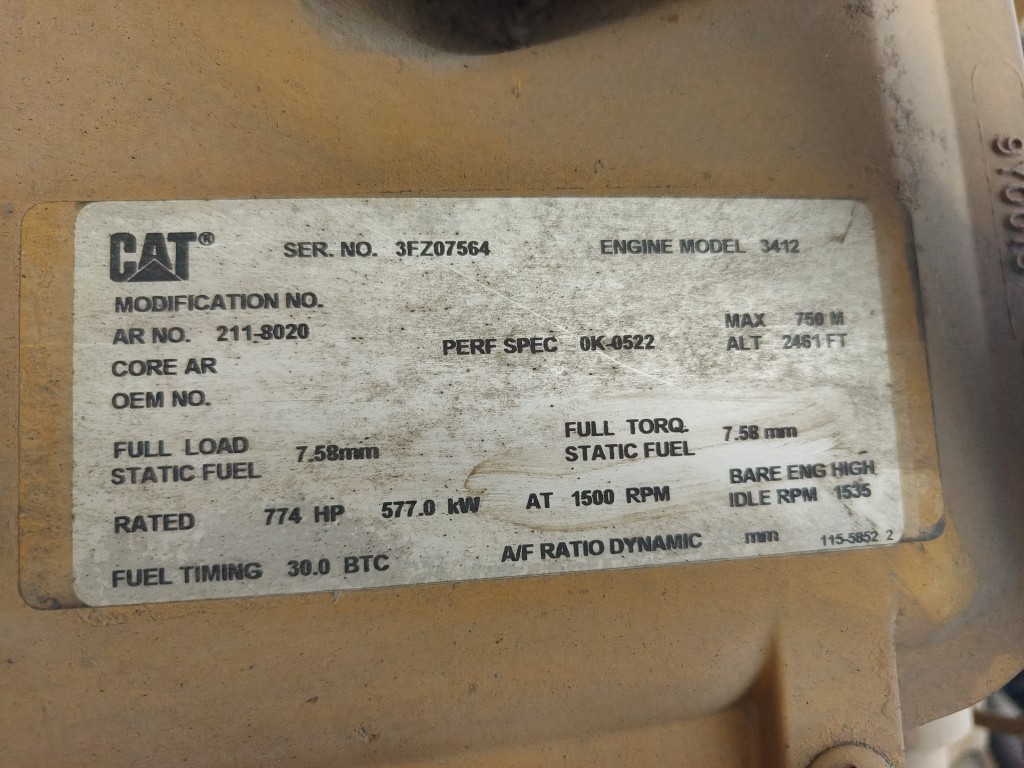 CAT® SER. NO. 3FZ07564 ENGINE MODEL 3412
MODIFICATION NO.
AR NO. 211-8020 PERF SPEC 0K-0522 MAX ALT 750 M 2461 FT
CORE AR
OEM NO.
FULL LOAD STATIC FUEL 7.58mm FULL TORQ. STATIC FUEL 7.58 mm
RATED 774 HP 577.0 kW AT 1500 RPM BARE ENG HIGH IDLE RPM 1535
FUEL TIMING 30.0 BTC A/F RATIO DYNAMIC mm 115-5852 2